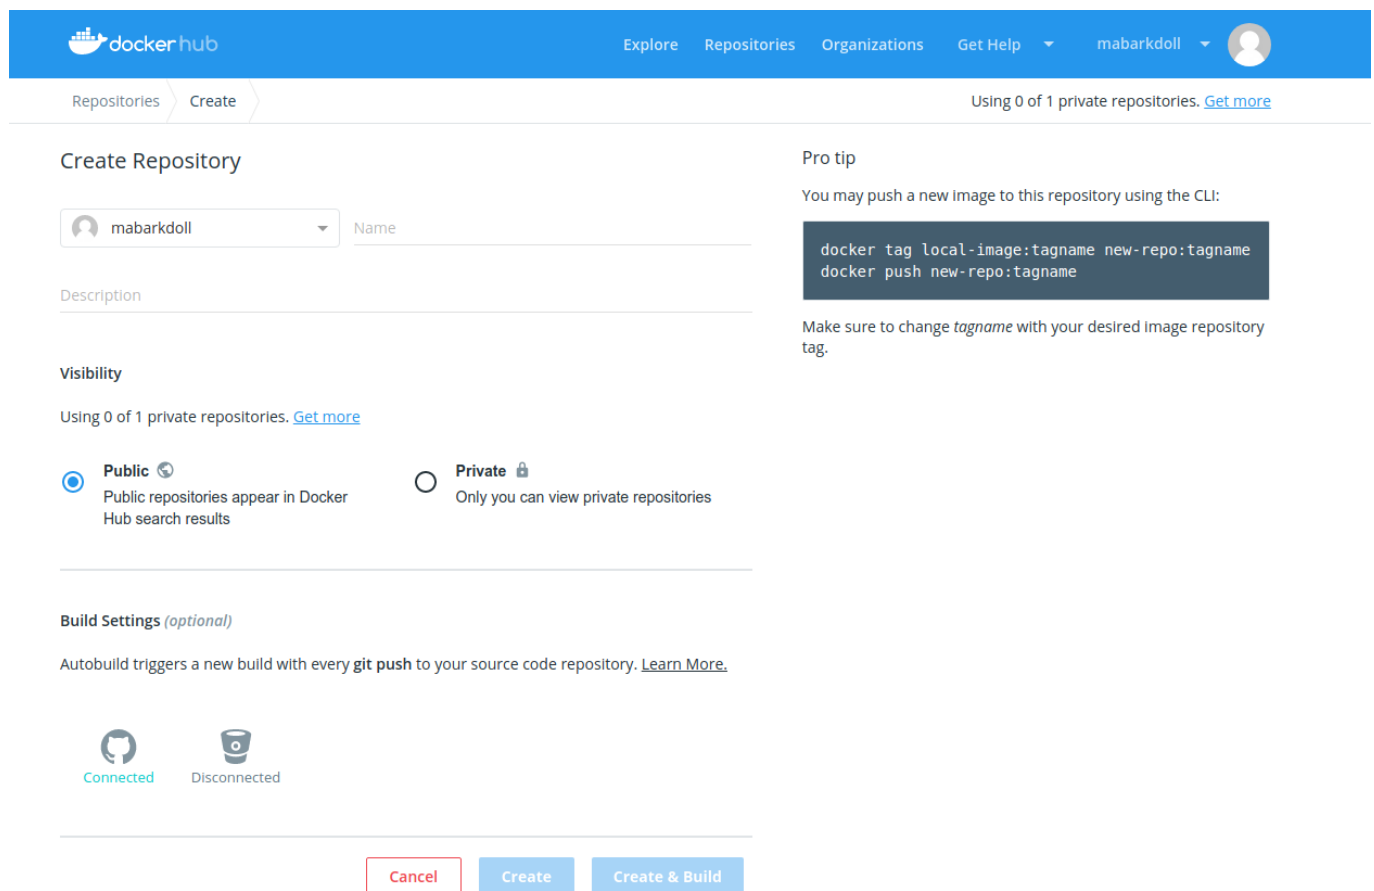 dockerhub
Explore Repositories Organizations Get Help mabarkdoll
Repositories Create
Using 0 of 1 private repositories. Get more
Create Repository
mabarkdoll
Name
Description
Visibility
Using 0 of 1 private repositories. Get more
Public
Public repositories appear in Docker
Hub search results
Private
Only you can view private repositories
Build Settings (optional)
Autobuild triggers a new build with every git push to your source code repository. Learn More.
Connected
Disconnected
Cancel
Create
Create & Build
Pro tip
You may push a new image to this repository using the CLI:
docker tag local-image:tagname new-repo:tagname
docker push new-repo:tagname
Make sure to change tagname with your desired image repository
tag.